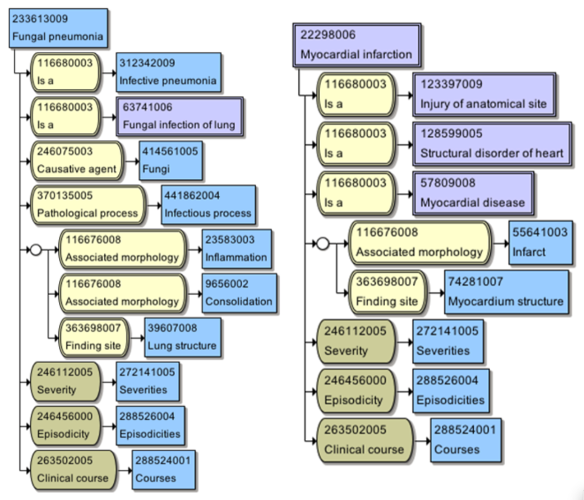 233613009
Fungal pneumonia
116680003
Is a
312342009
Infective pneumonia
116680003
Is a
63741006
Fungal infection of lung
246075003
Causative agent
414561005
Fungi
370135005
Pathological process
441862004
Infectious process
116676008
Associated morphology
23583003
Inflammation
116676008
Associated morphology
9656002
Consolidation
363698007
Finding site
39607008
Lung structure
246112005
Severity
272141005
Severities
246456000
Episodicity
288526004
Episodicities
263502005
Clinical course
288524001
Courses
22298006
Myocardial infarction
116680003
Is a
123397009
Injury of anatomical site
116680003
Is a
128599005
Structural disorder of heart
116680003
Is a
57809008
Myocardial disease
116676008
Associated morphology
55641003
Infarct
363698007
Finding site
74281007
Myocardium structure
246112005
Severity
272141005
Severities
246456000
Episodicity
288526004
Episodicities
263502005
Clinical course
288524001
Courses